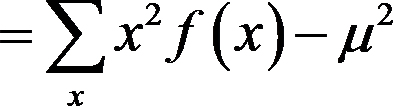 = ∑ₓ x² f(x) − μ²